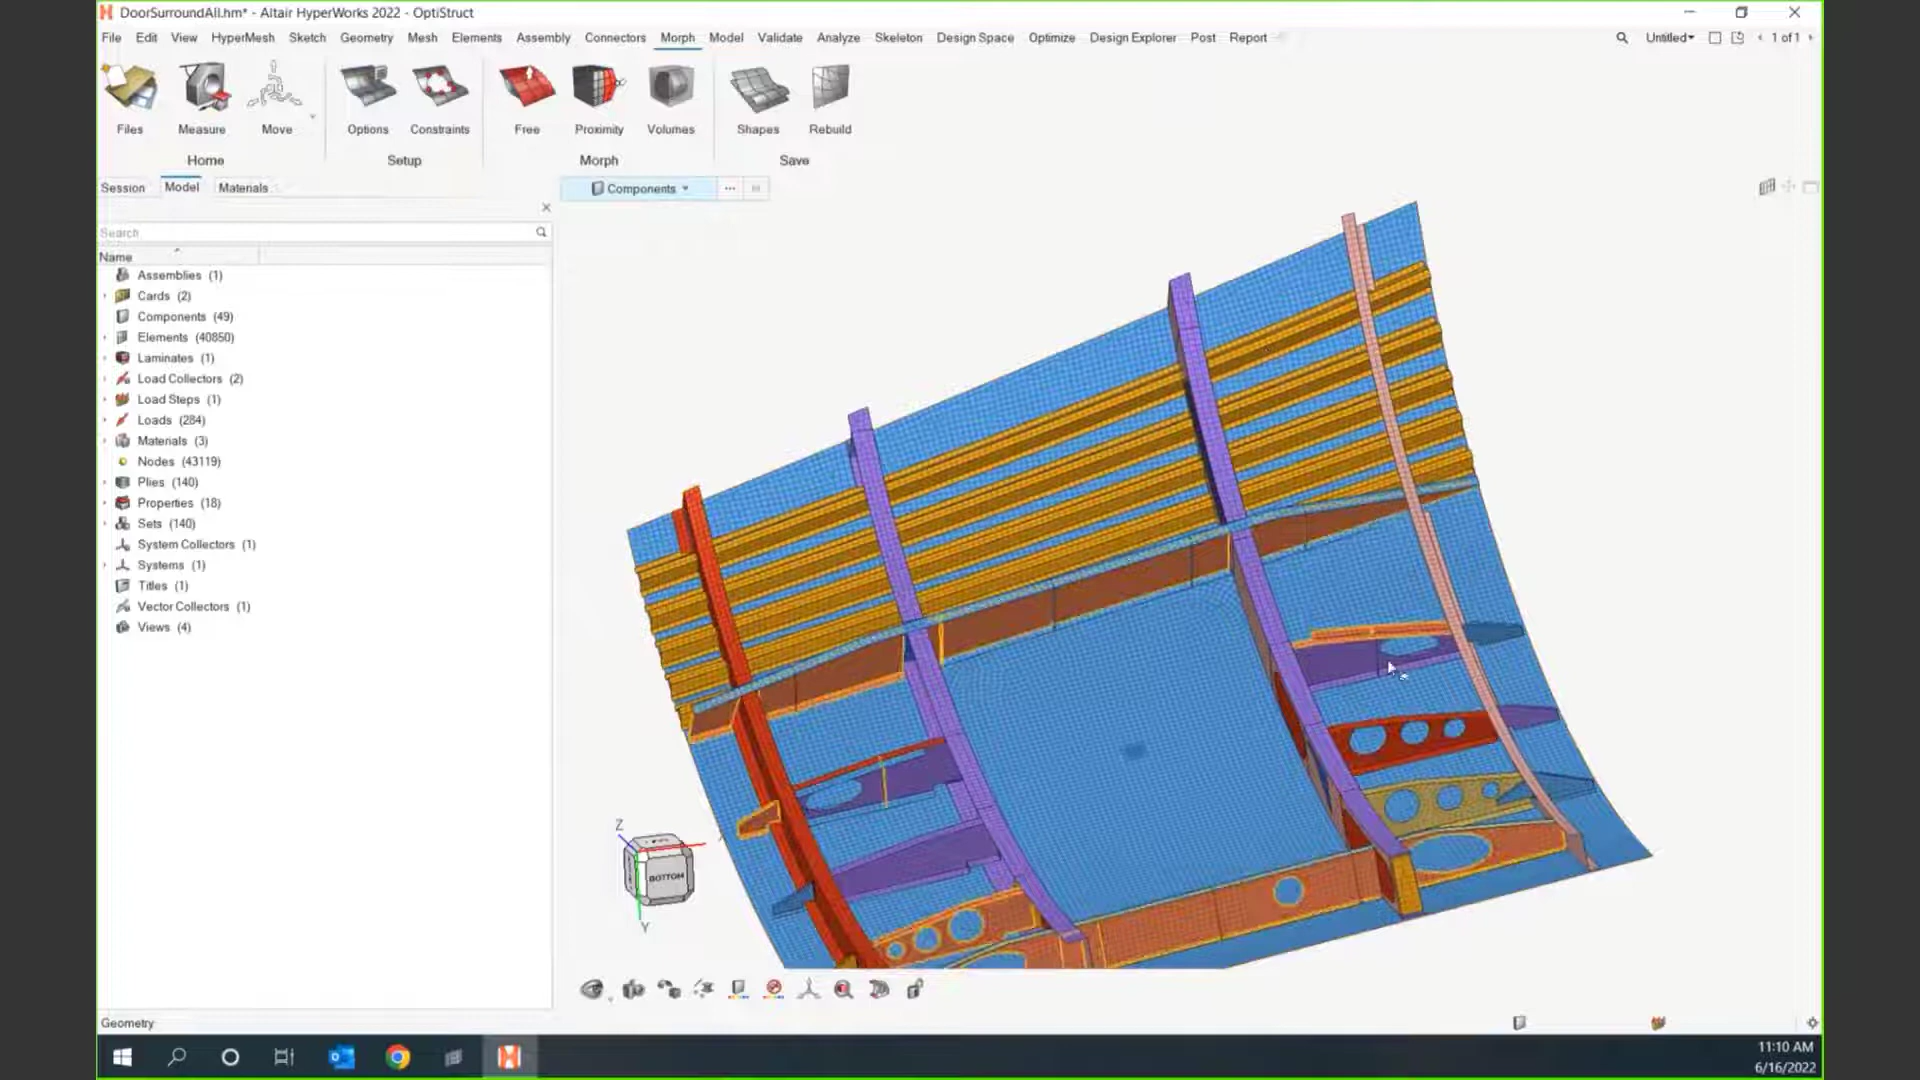 DoorSurroundAll.hm* - Altair HyperWorks 2022 - OptiStruct
File Edit View HyperMesh Sketch Geometry Mesh Elements Assembly Connectors Morph Model Validate Analyze Skeleton Design Space Optimize Design Explorer Post Report Untitled 1 of 1
Files Measure Move Options Constraints Free Proximity Volumes Shapes Rebuild
Home Setup Morph Save
Session Model Materials
Components
Search
Name
Assemblies (1)
Cards (2)
Components (49)
Elements (40850)
Laminates (1)
Load Collectors (2)
Load Steps (1)
Loads (284)
Materials (3)
Nodes (43119)
Plies (140)
Properties (18)
Sets (140)
System Collectors (1)
Systems (1)
Titles (1)
Vector Collectors (1)
Views (4)
Z
BOTTOM
Y
Geometry
11:10 AM
6/16/2022